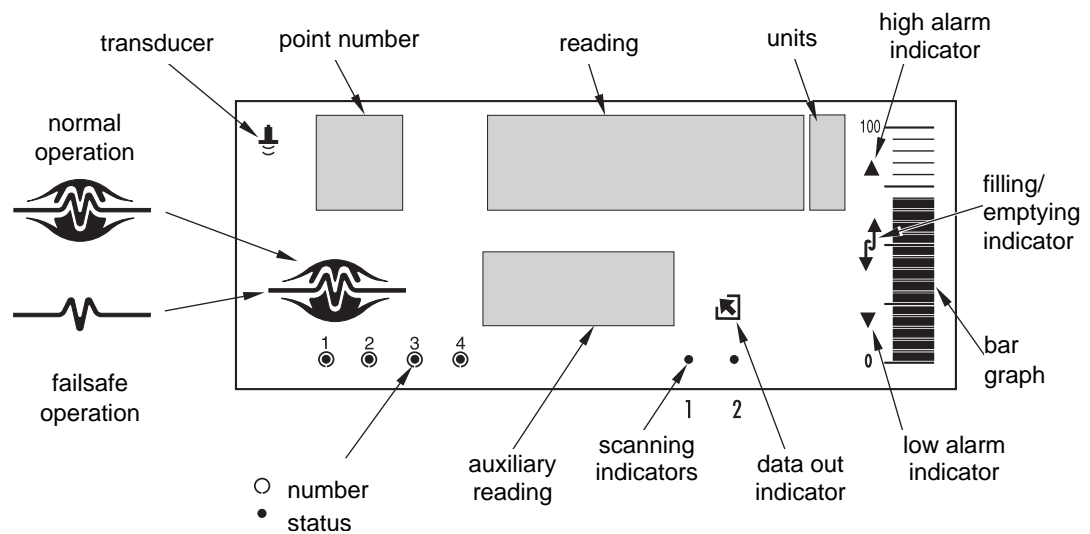 transducer
point number
reading
units
high alarm
indicator
normal
operation
100
filling/
emptying
indicator
failsafe
operation
1 2 3 4
0
bar
graph
1 2
number
status
auxiliary
reading
scanning
indicators
data out
indicator
low alarm
indicator